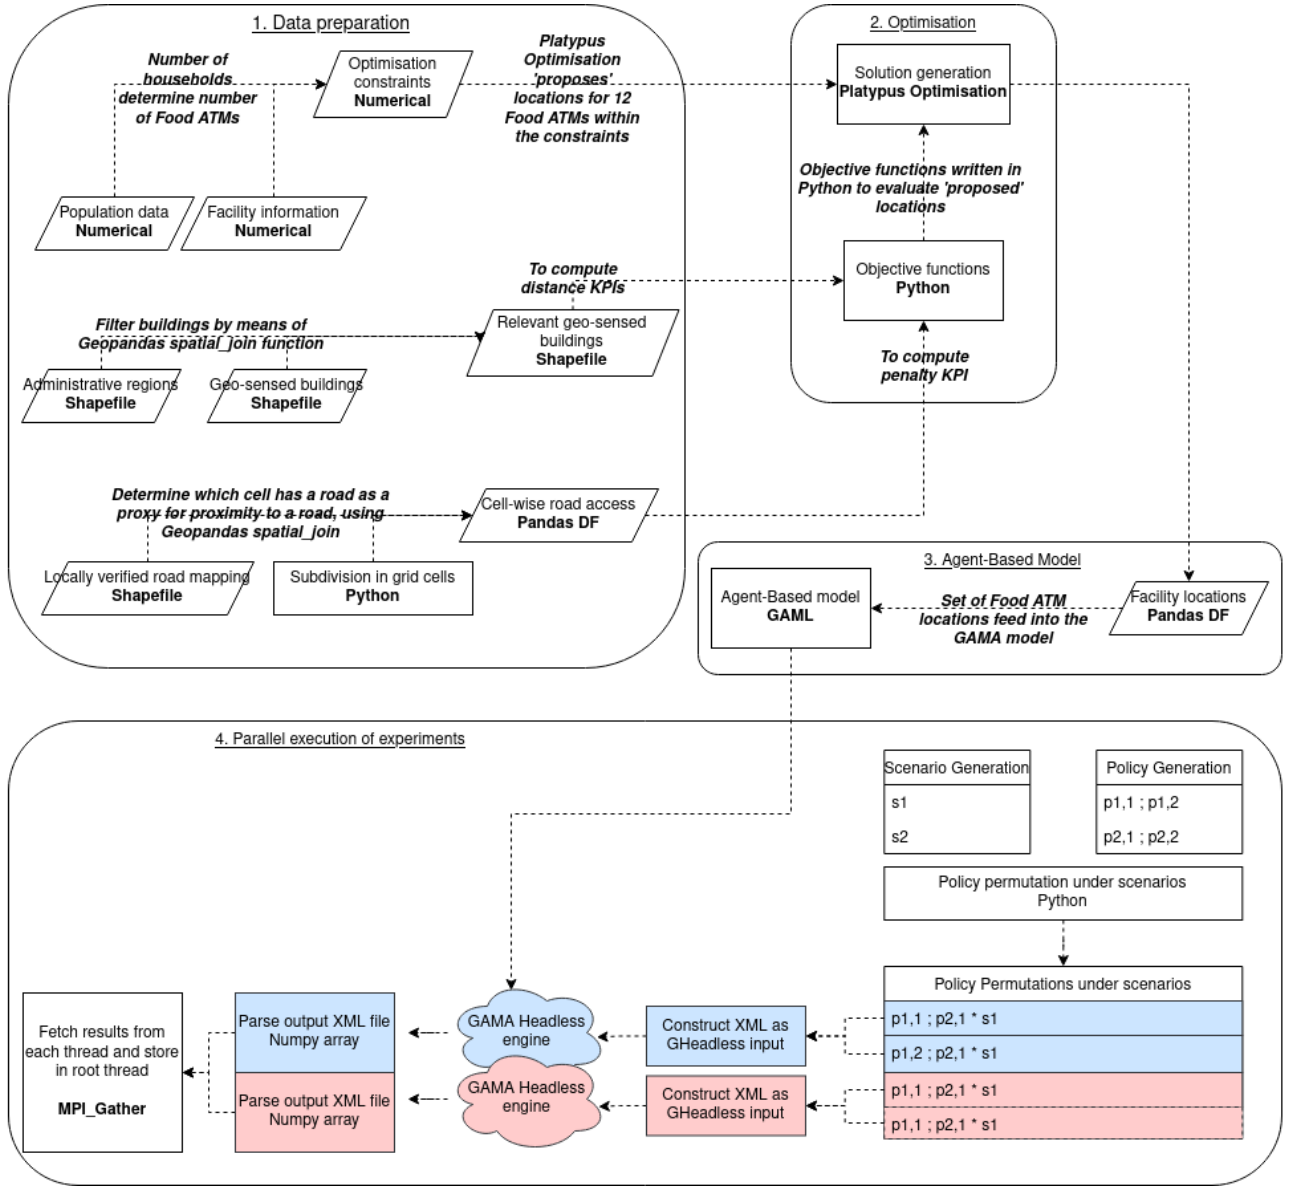 1. Data preparation
Number of
households
determine number
of Food ATMs
Optimisation
constraints
Numerical
Platypus
Optimisation
'proposes'
locations for 12
Food ATMs within
the constraints
Population data
Numerical
Facility information
Numerical
To compute
distance KPIs
Filter buildings by means of
Geopandas spatial_join function
Relevant geo-sensed
buildings
Shapefile
Administrative regions
Shapefile
Geo-sensed buildings
Shapefile
Determine which cell has a road as a
proxy for proximity to a road, using
Geopandas spatial_join
Cell-wise road access
Pandas DF
Locally verified road mapping
Shapefile
Subdivision in grid cells
Python
2. Optimisation
Solution generation
Platypus Optimisation
Objective functions written in
Python to evaluate 'proposed'
locations
Objective functions
Python
To compute
penalty KPI
3. Agent-Based Model
Agent-Based model
GAML
Set of Food ATM
locations feed into the
GAMA model
Facility locations
Pandas DF
4. Parallel execution of experiments
Scenario Generation
s1
s2
Policy Generation
p1,1 ; p1,2
p2,1 ; p2,2
Policy permutation under scenarios
Python
Policy Permutations under scenarios
p1,1 ; p2,1 * s1
p1,2 ; p2,1 * s1
p1,1 ; p2,1 * s1
p1,1 ; p2,1 * s1
Construct XML as
GHeadless input
Construct XML as
GHeadless input
GAMA Headless
engine
GAMA Headless
engine
Parse output XML file
Numpy array
Parse output XML file
Numpy array
Fetch results from
each thread and store
in root thread
MPI_Gather